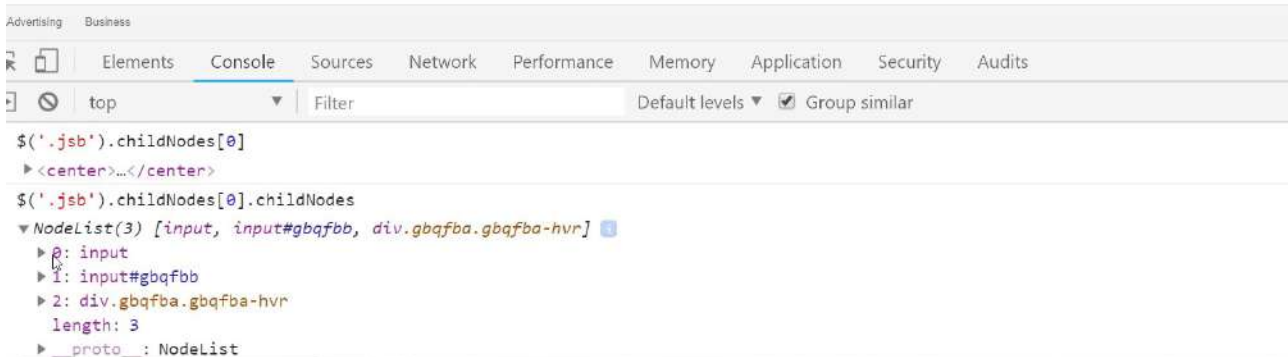 Advertising Business
Elements Console Sources Network Performance Memory Application Security Audits
top ▼ Filter Default levels ▼ Group similar
$('.jsb').childNodes[0]
▶<center>…</center>
$('.jsb').childNodes[0].childNodes
▼NodeList(3) [input, input#gbqfbb, div.gbqfba.gbqfba-hvr]
▶0: input
▶1: input#gbqfbb
▶2: div.gbqfba.gbqfba-hvr
length: 3
▶__proto__: NodeList